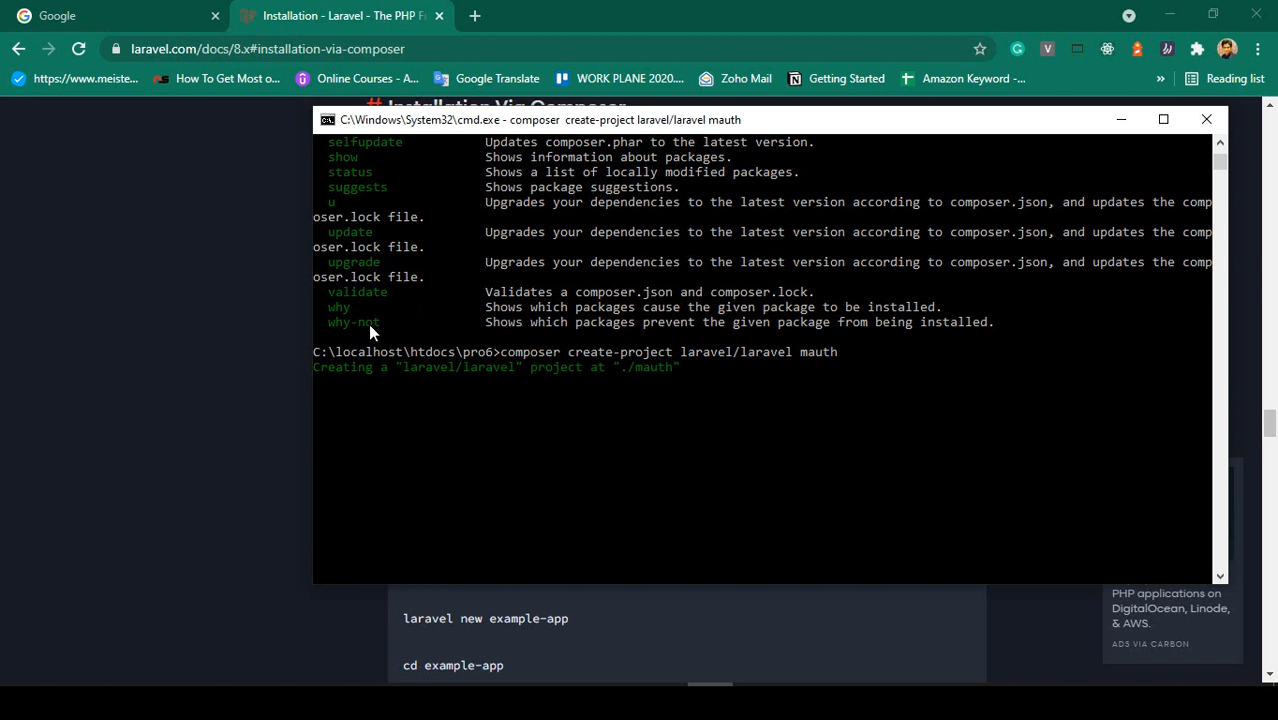 Google
Installation - Laravel - The PHP F
laravel.com/docs/8.x#installation-via-composer
https://www.meiste...
How To Get Most o...
Online Courses - A...
Google Translate
WORK PLANE 2020....
Zoho Mail
Getting Started
Amazon Keyword -...
»
Reading list
# Installation Via Composer
C:\Windows\System32\cmd.exe - composer create-project laravel/laravel mauth
selfupdate Updates composer.phar to the latest version.
show Shows information about packages.
status Shows a list of locally modified packages.
suggests Shows package suggestions.
u Upgrades your dependencies to the latest version according to composer.json, and updates the comp
oser.lock file.
update Upgrades your dependencies to the latest version according to composer.json, and updates the comp
oser.lock file.
upgrade Upgrades your dependencies to the latest version according to composer.json, and updates the comp
oser.lock file.
validate Validates a composer.json and composer.lock.
why Shows which packages cause the given package to be installed.
why-not Shows which packages prevent the given package from being installed.
C:\localhost\htdocs\pro6>composer create-project laravel/laravel mauth
Creating a "laravel/laravel" project at "./mauth"
laravel new example-app
cd example-app
PHP applications on
DigitalOcean, Linode,
& AWS.
ADS VIA CARBON